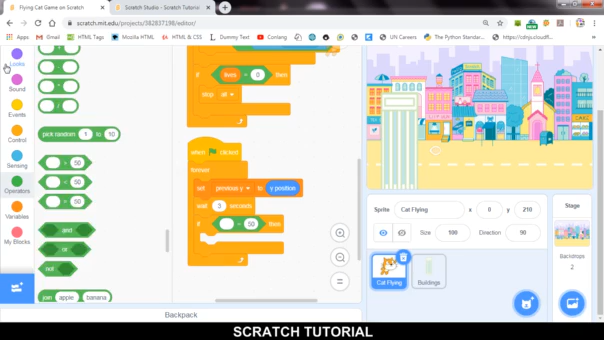 Flying Cat Game on Scratch
Scratch Studio - Scratch Tutorial
scratch.mit.edu/projects/382837198/editor/
Apps
Gmail
HTML Tags
Mozilla HTML
HTML & CSS
Dummy Text
Conlang
UN Careers
The Python Standar...
https://cdnjs.cloudfl...
Looks
Sound
Events
Control
Sensing
Operators
Variables
My Blocks
pick random 1 to 10
50
50
50
and
or
not
join apple banana
if lives = 0 then
stop all
when clicked
forever
set previous y to y position
wait 3 seconds
if = 50 then
Sprite Cat Flying x 0 y 210
Size 100 Direction 90
Stage
Backdrops
2
Cat Flying
Buildings
Backpack
SCRATCH TUTORIAL